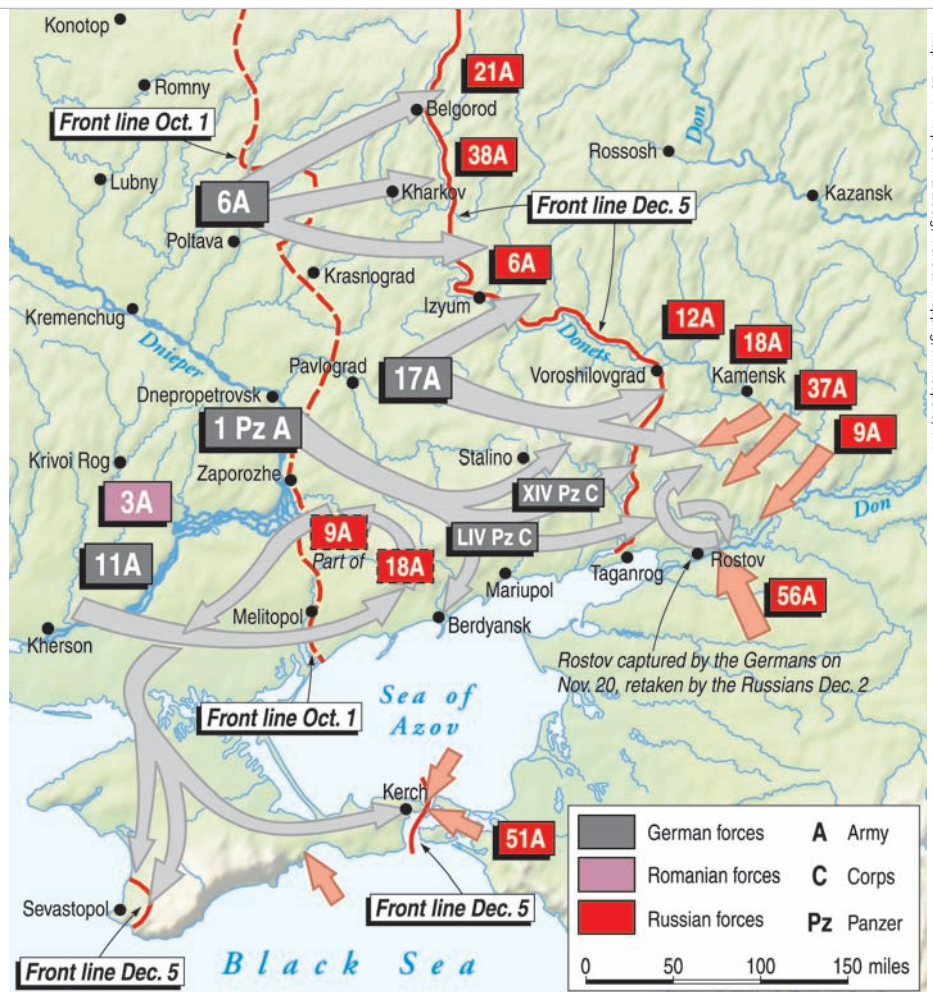 Konotop
21A
Romny
Belgorod
Don
Front line Oct. 1
38A
Rossosh
Lubny
Kharkov
Kazansk
6A
Front line Dec. 5
Poltava
6A
Krasnograd
Izyum
Kremenchug
12A
Dnieper
18A
Donets
Pavlograd
17A
Voroshilovgrad
Kamensk
37A
Dnepropetrovsk
1 Pz A
9A
Krivoi Rog
Stalino
Zaporozhe
3A
XIV Pz C
Don
9A
LIV Pz C
Part of
18A
11A
Rostov
Mariupol
Taganrog
56A
Melitopol
Berdyansk
Kherson
Rostov captured by the Germans on
Nov. 20, retaken by the Russians Dec. 2
Front line Oct. 1
Sea of
Azov
Kerch
51A
German forces
A Army
Romanian forces
C Corps
Russian forces
Pz Panzer
Front line Dec. 5
Sevastopol
Front line Dec. 5
Black Sea
0 50 100 150 miles